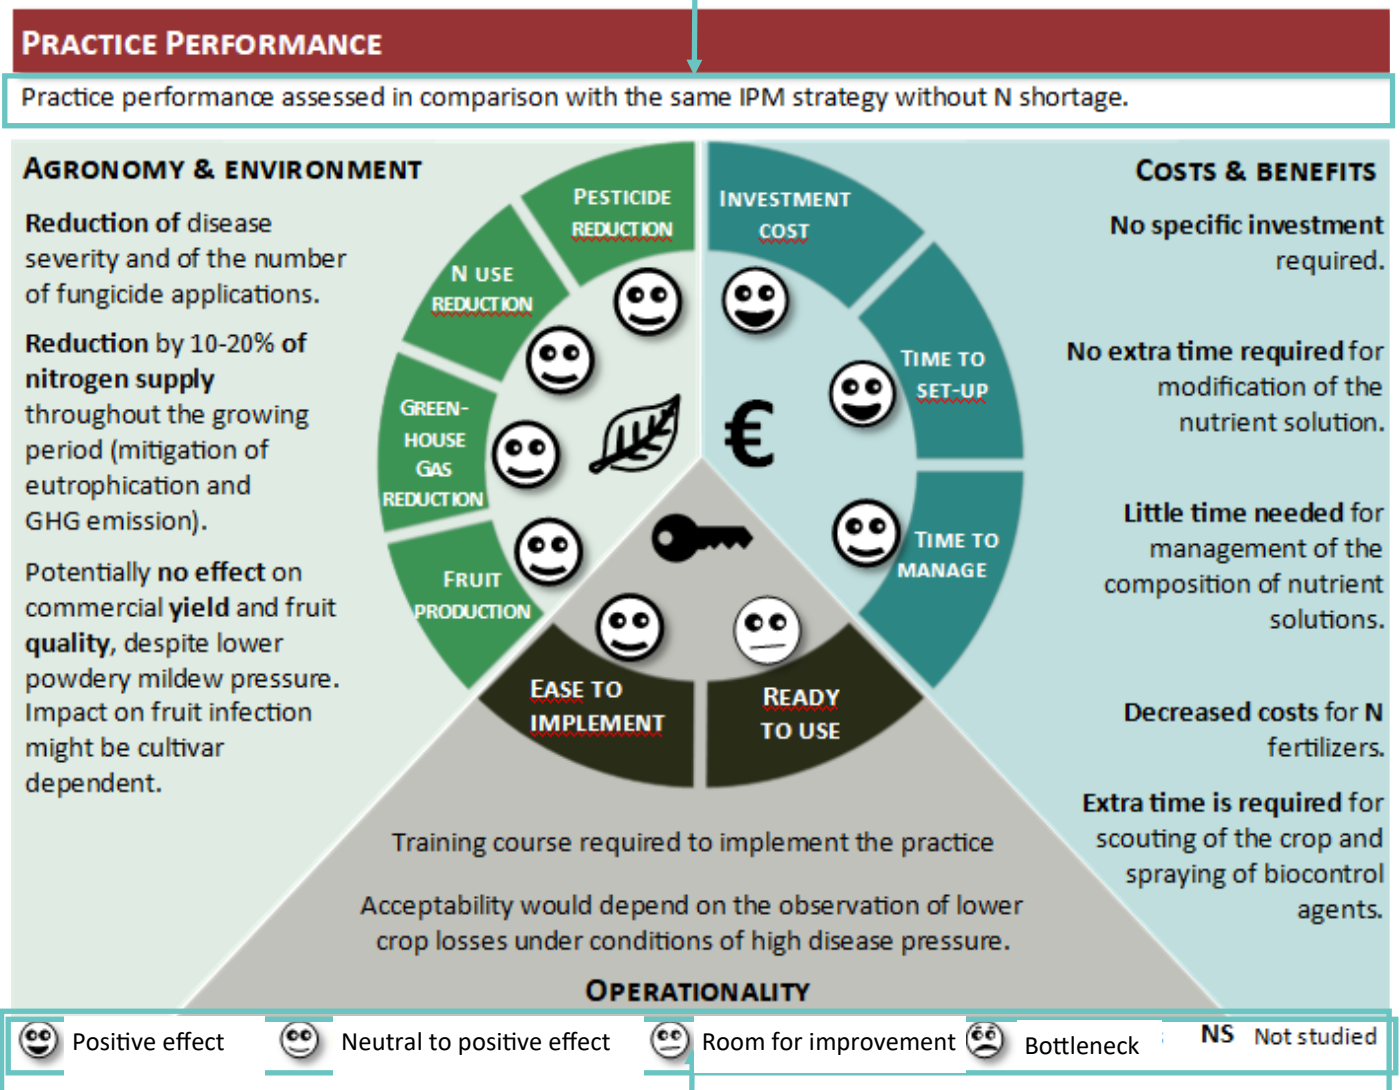 PRACTICE PERFORMANCE
Practice performance assessed in comparison with the same IPM strategy without N shortage.
AGRONOMY & ENVIRONMENT
Reduction of disease
severity and of the number
of fungicide applications.
Reduction by 10-20% of
nitrogen supply
throughout the growing
period (mitigation of
eutrophication and
GHG emission).
Potentially no effect on
commercial yield and fruit
quality, despite lower
powdery mildew pressure.
Impact on fruit infection
might be cultivar
dependent.
PESTICIDE
REDUCTION
N USE
REDUCTION
GREEN-
HOUSE
GAS
REDUCTION
FRUIT
PRODUCTION
INVESTMENT
COST
TIME TO
SET-UP
TIME TO
MANAGE
€
EASE TO
IMPLEMENT
READY
TO USE
COSTS & BENEFITS
No specific investment
required.
No extra time required for
modification of the
nutrient solution.
Little time needed for
management of the
composition of nutrient
solutions.
Decreased costs for N
fertilizers.
Extra time is required for
scouting of the crop and
spraying of biocontrol
agents.
Training course required to implement the practice
Acceptability would depend on the observation of lower
crop losses under conditions of high disease pressure.
OPERATIONALITY
Positive effect
Neutral to positive effect
Room for improvement
Bottleneck
NS Not studied